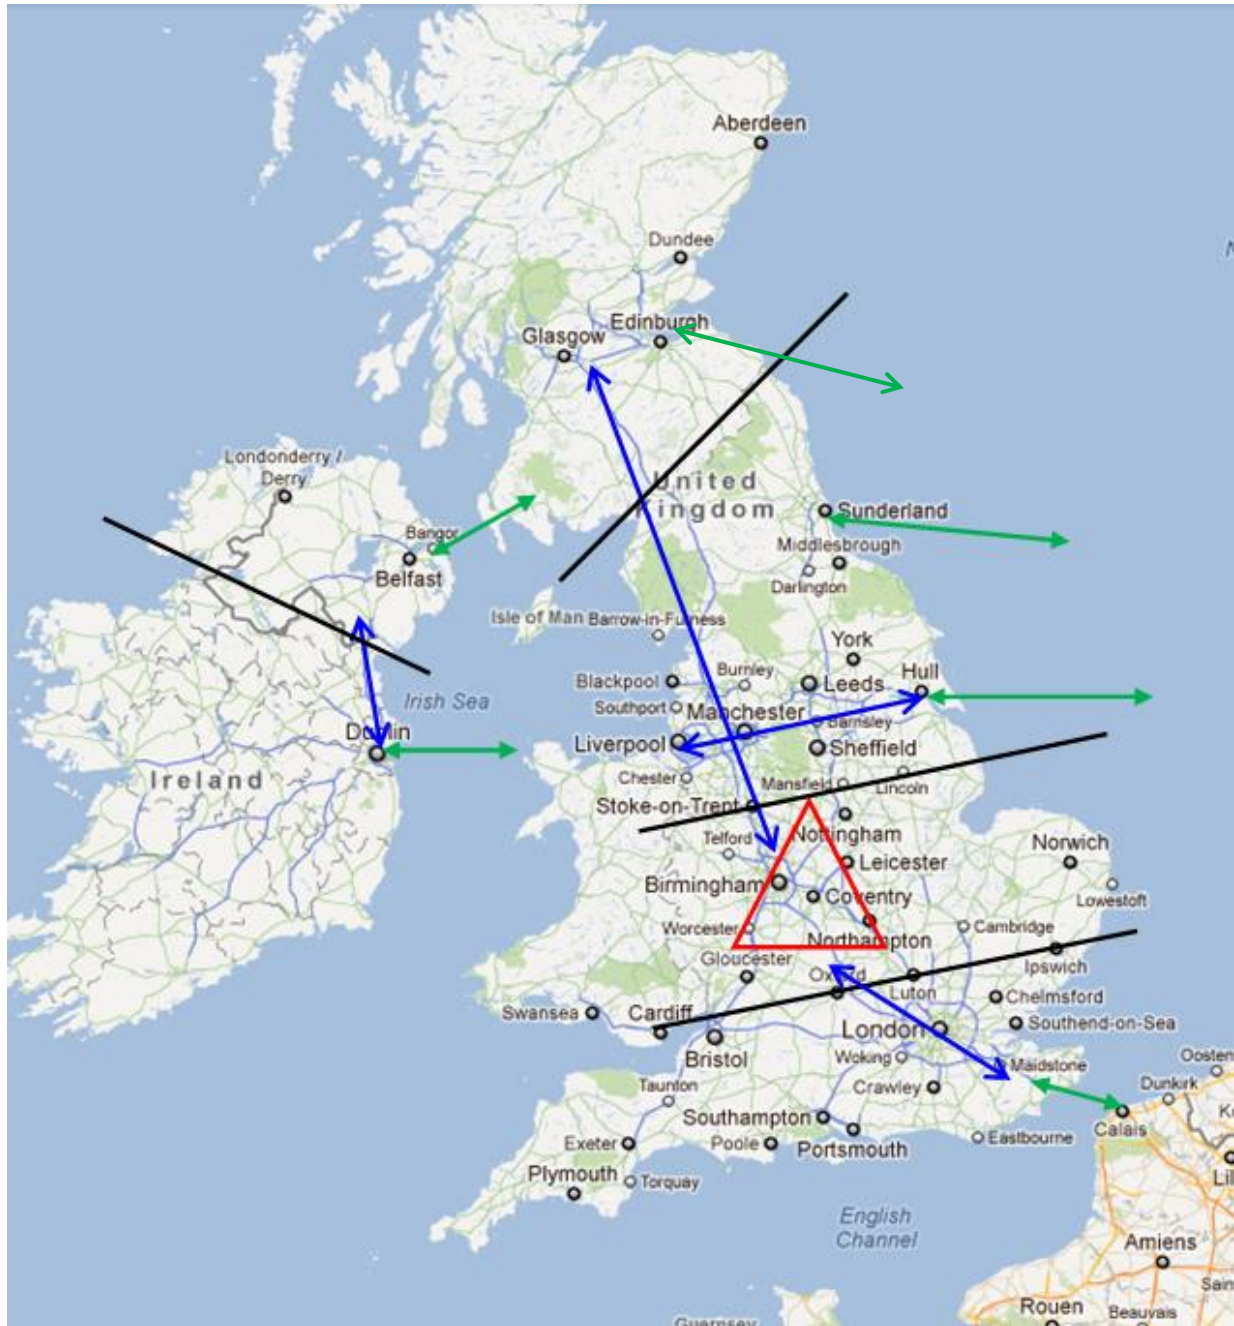 Aberdeen
Dundee
Edinburgh
Glasgow
Londonderry /
Derry
United
Kingdom
Sunderland
Bangor
Belfast
Middlesbrough
Darlington
Isle of Man
Barrow-in-Furness
York
Hull
Burnley
Leeds
Blackpool
Irish Sea
Southport
Manchester
Barnsley
Dublin
Liverpool
Sheffield
Ireland
Chester
Mansfield
Lincoln
Stoke-on-Trent
Nottingham
Norwich
Telford
Leicester
Birmingham
Coventry
Lowestoft
Worcester
Northampton
Cambridge
Gloucester
Ipswich
Oxford
Luton
Chelmsford
Swansea
Cardiff
London
Southend-on-Sea
Bristol
Woking
Maidstone
Taunton
Crawley
Dunkirk
Southampton
Calais
Exeter
Poole
Portsmouth
Eastbourne
Plymouth
Torquay
English
Channel
Amiens
Rouen
Beauvais